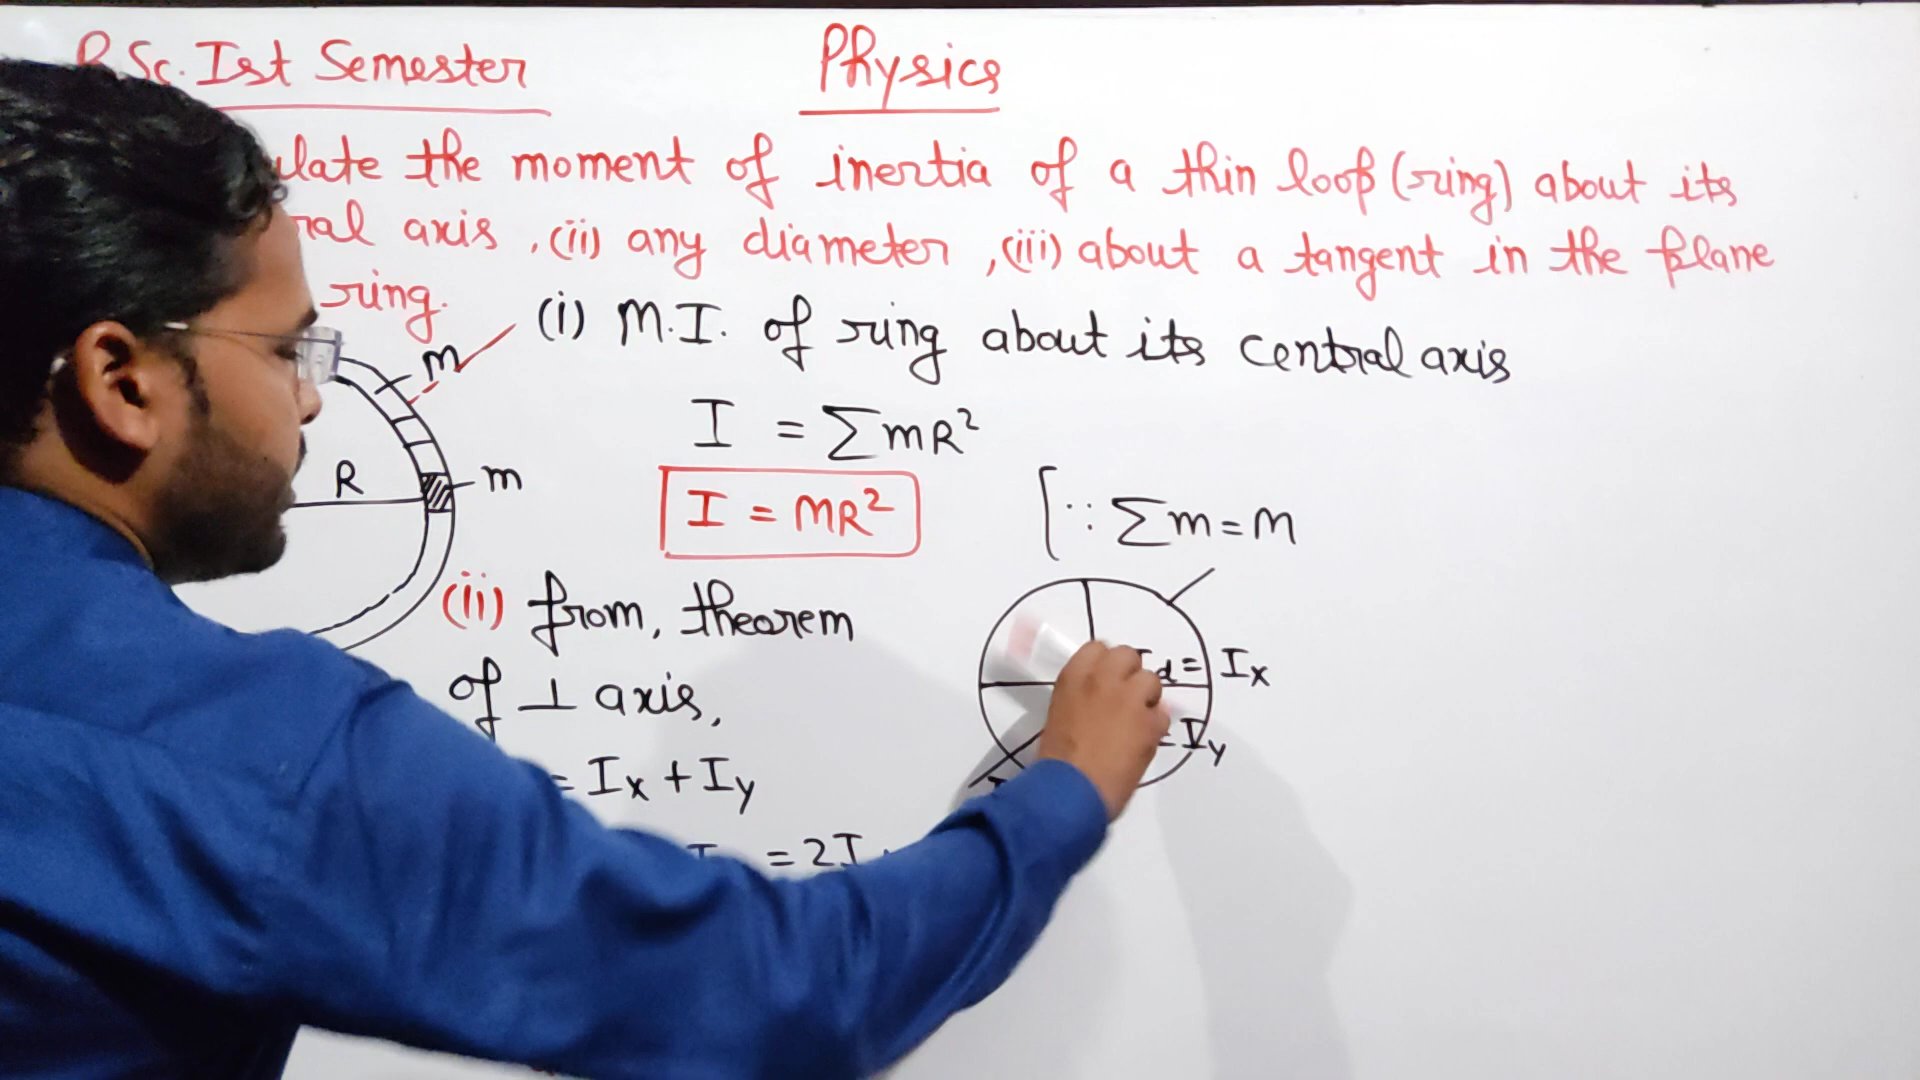 B.Sc. Ist Semester
Physics
the moment of inertia of a thin loop (ring) about its
axis , (ii) any diameter , (iii) about a tangent in the plane
ring.
(i) M.I. of ring about its central axis
I = ∑mR²
I = MR²
[∵ ∑m = M
m
m
R
(ii) from, theorem
of ⊥ axis,
= Ix + Iy
= 2I
Id = Ix
= Iy